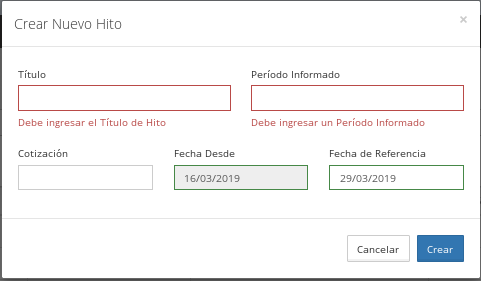 Crear Nuevo Hito ×
Título Período Informado
Debe ingresar el Título de Hito Debe ingresar un Período Informado
Cotización Fecha Desde Fecha de Referencia
16/03/2019 29/03/2019
Cancelar Crear